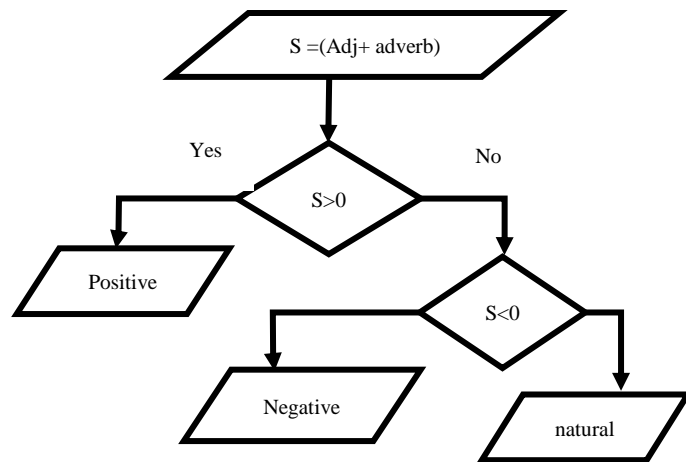 S =(Adj+ adverb)
Yes
No
S>0
Positive
S<0
Negative
natural